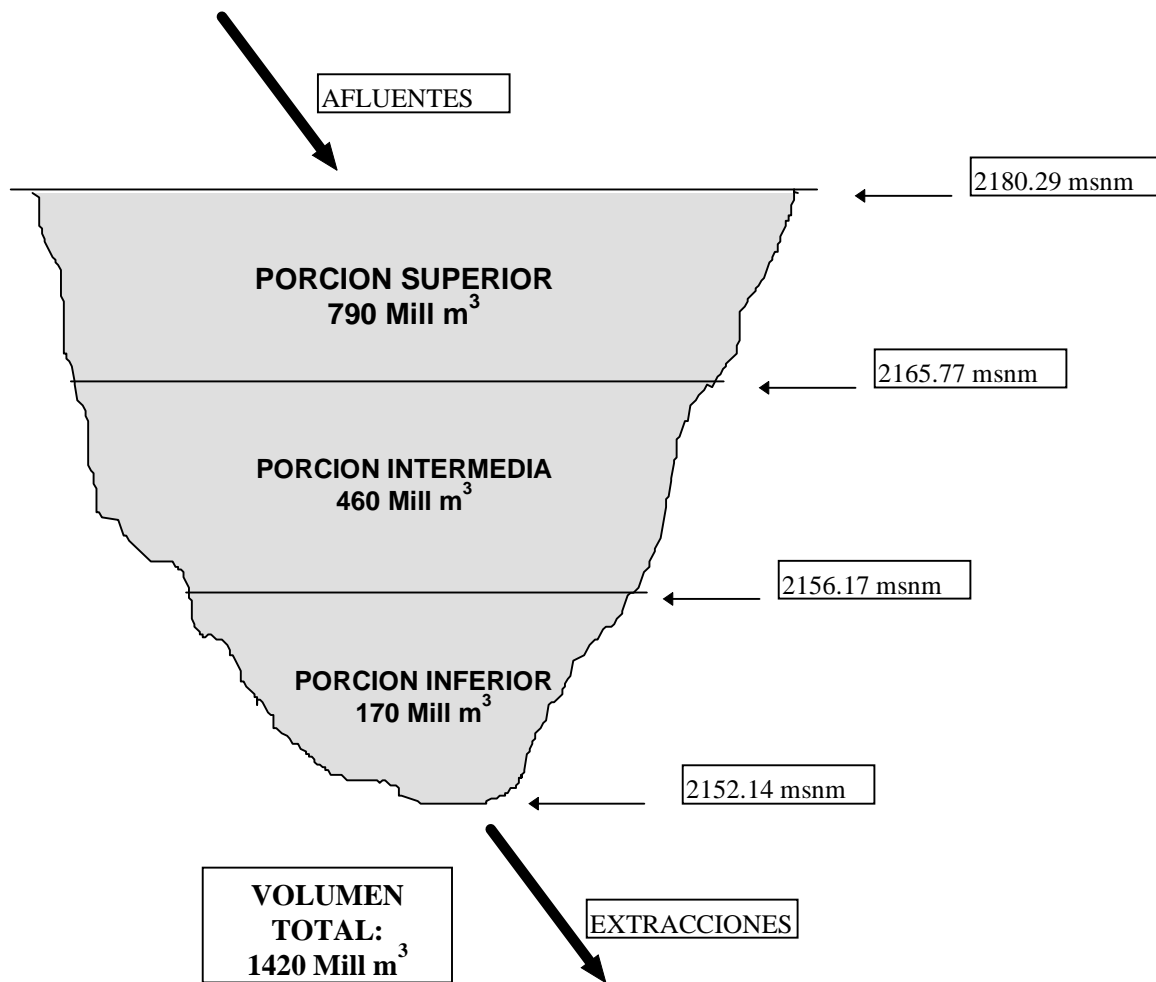 AFLUENTES
2180.29 msnm
PORCION SUPERIOR
790 Mill m³
2165.77 msnm
PORCION INTERMEDIA
460 Mill m³
2156.17 msnm
PORCION INFERIOR
170 Mill m³
2152.14 msnm
VOLUMEN
TOTAL:
1420 Mill m³
EXTRACCIONES